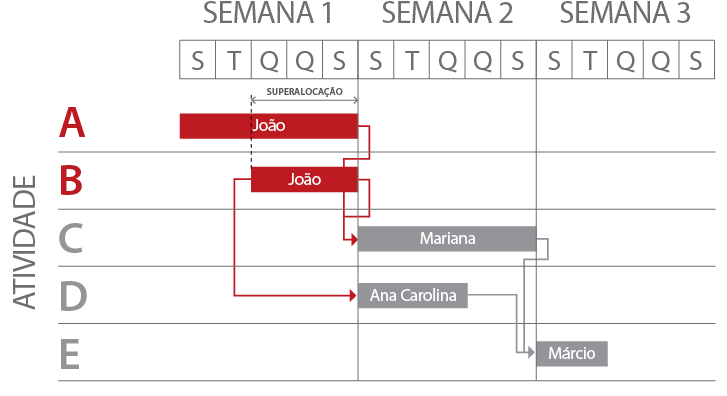 SEMANA 1 SEMANA 2 SEMANA 3
S T Q Q S S T Q Q S S T Q Q S
SUPERALOCAÇÃO
A João
B João
C Mariana
D Ana Carolina
E Márcio
ATIVIDADE